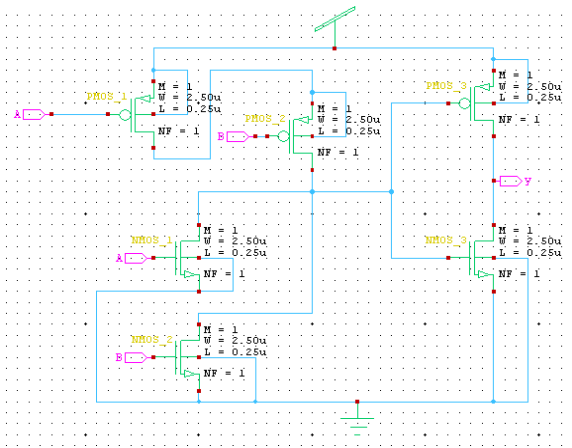 PMOS_1
M = 1
W = 2.50u
L = 0.25u
NF = 1
A
PMOS_2
M = 1
W = 2.50u
L = 0.25u
NF = 1
B
PMOS_3
M = 1
W = 2.50u
L = 0.25u
NF = 1
Y
NMOS_1
M = 1
W = 2.50u
L = 0.25u
NF = 1
A
NMOS_3
M = 1
W = 2.50u
L = 0.25u
NF = 1
NMOS_2
M = 1
W = 2.50u
L = 0.25u
NF = 1
B